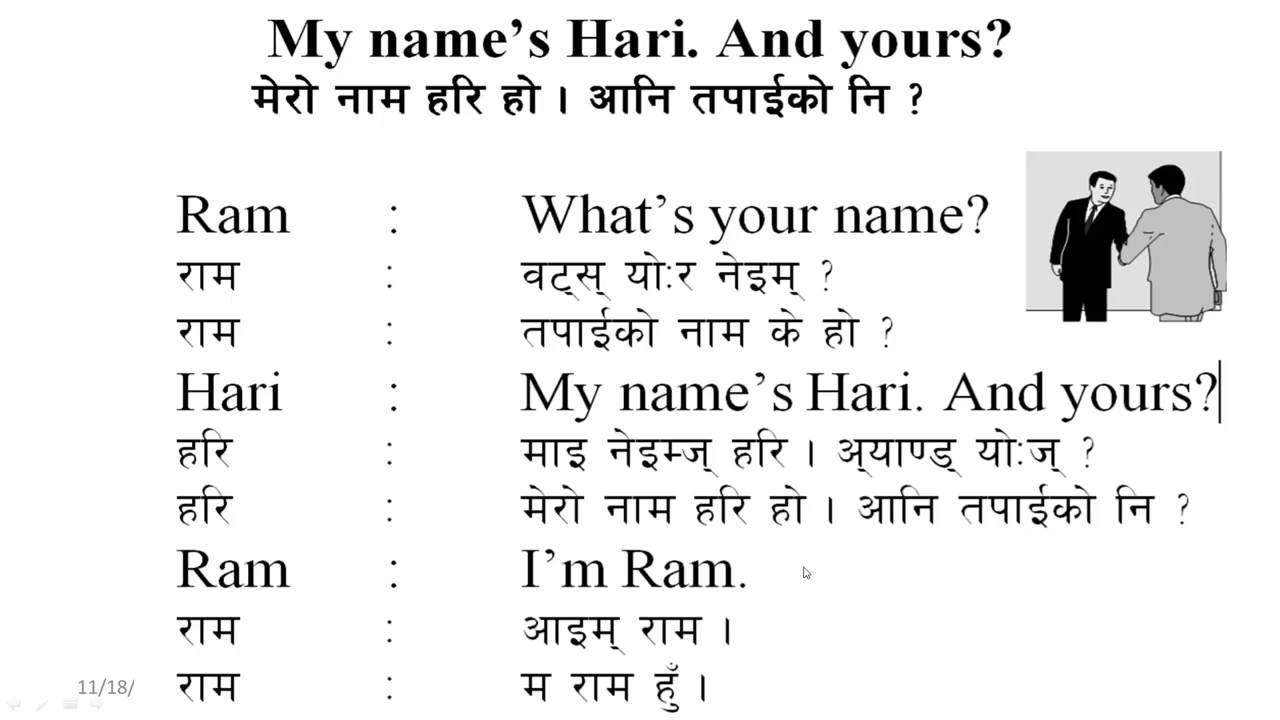 My name's Hari. And yours?
मेरो नाम हरि हो । आनि तपाईको नि ?
Ram : What's your name?
राम : वट्स् योःर नेइम् ?
राम : तपाईको नाम के हो ?
Hari : My name's Hari. And yours?
हरि : माइ नेइम्ज् हरि । अ्याण्ड् योःज् ?
हरि : मेरो नाम हरि हो । आनि तपाईको नि ?
Ram : I'm Ram.
राम : आइम् राम ।
11/18/ राम : म राम हुँ ।